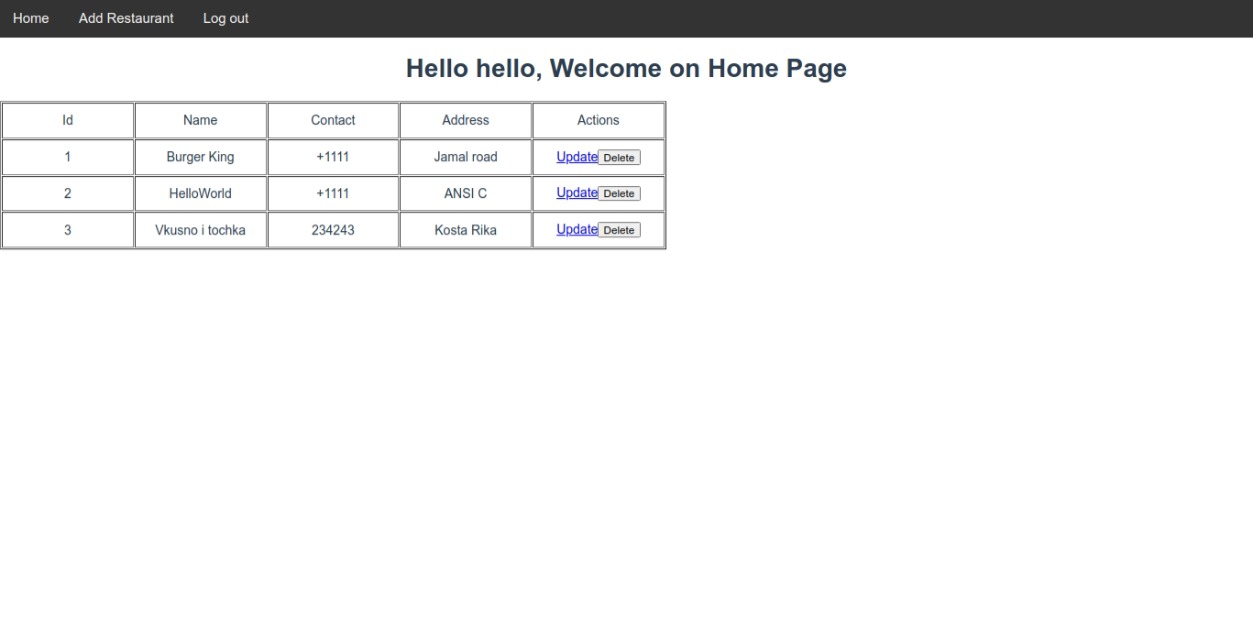 Home Add Restaurant Log out
Hello hello, Welcome on Home Page
Id Name Contact Address Actions
1 Burger King +1111 Jamal road Update Delete
2 HelloWorld +1111 ANSI C Update Delete
3 Vkusno i tochka 234243 Kosta Rika Update Delete